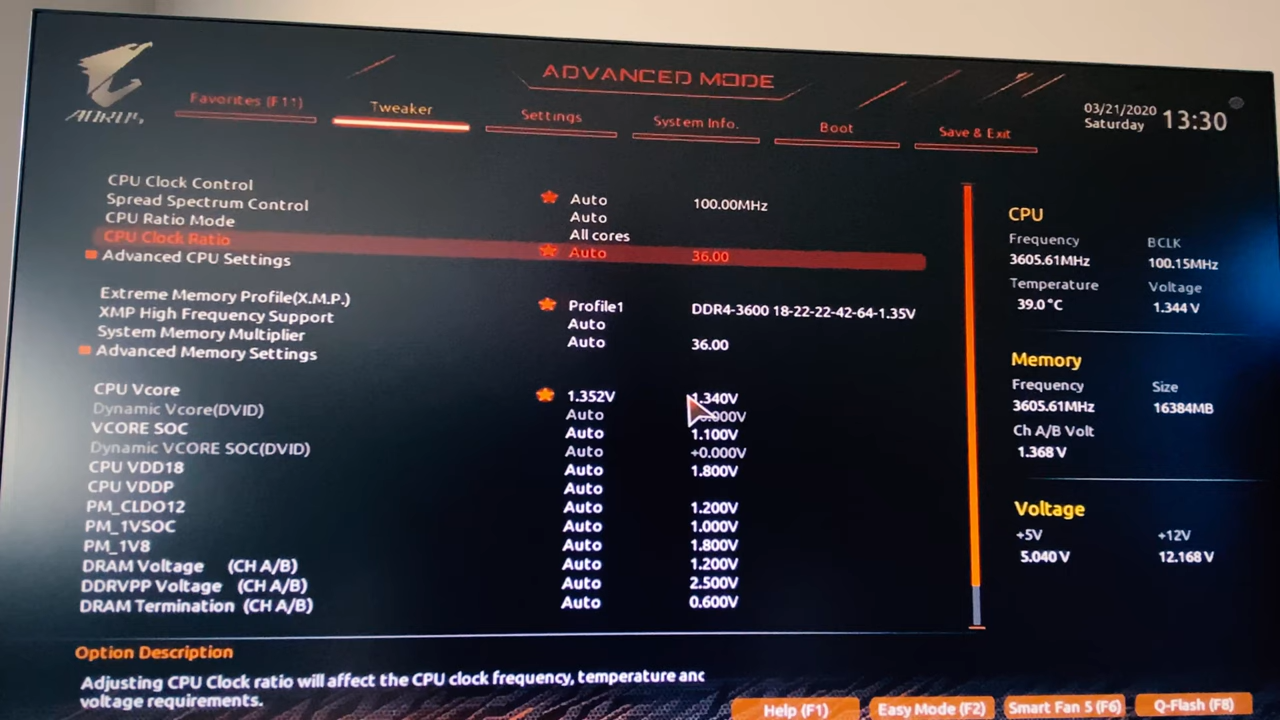 ADVANCED MODE
AORUS
Favorites (F11)
Tweaker
Settings
System Info.
Boot
Save & Exit
03/21/2020
Saturday
13:30
CPU Clock Control Auto 100.00MHz
Spread Spectrum Control Auto
CPU Ratio Mode All cores
CPU Clock Ratio Auto 36.00
Advanced CPU Settings
Extreme Memory Profile(X.M.P.) Profile1 DDR4-3600 18-22-22-42-64-1.35V
XMP High Frequency Support Auto
System Memory Multiplier Auto 36.00
Advanced Memory Settings
CPU Vcore 1.352V 1.340V
Dynamic Vcore(DVID) Auto
VCORE SOC Auto 1.100V
Dynamic VCORE SOC(DVID) Auto +0.000V
CPU VDD18 Auto 1.800V
CPU VDDP Auto
PM_CLDO12 Auto 1.200V
PM_1VSOC Auto 1.000V
PM_1V8 Auto 1.800V
DRAM Voltage (CH A/B) Auto 1.200V
DDRVPP Voltage (CH A/B) Auto 2.500V
DRAM Termination (CH A/B) Auto 0.600V
CPU
Frequency BCLK
3605.61MHz 100.15MHz
Temperature Voltage
39.0°C 1.344 V
Memory
Frequency Size
3605.61MHz 16384MB
Ch A/B Volt
1.368 V
Voltage
+5V +12V
5.040 V 12.168 V
Option Description
Adjusting CPU Clock ratio will affect the CPU clock frequency, temperature and
voltage requirements.
Help (F1)
Easy Mode (F2)
Smart Fan 5 (F6)
Q-Flash (F8)